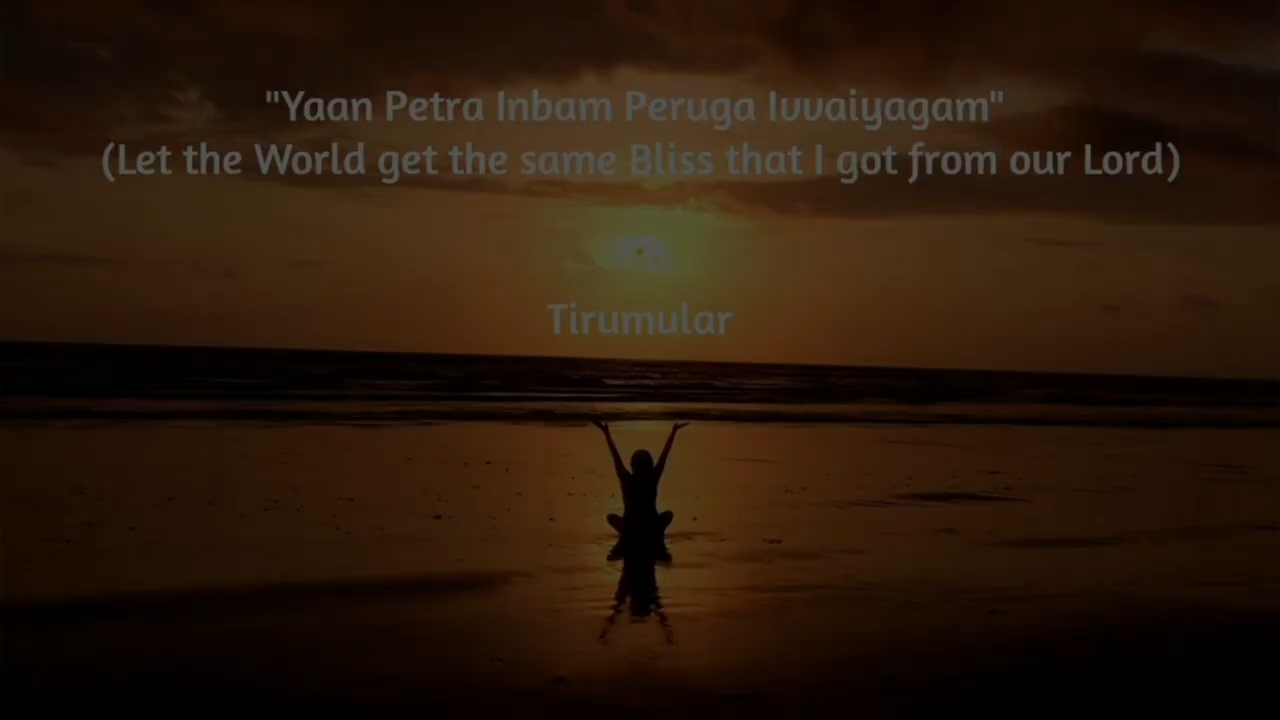 "Yaan Petra Inbam Peruga Ivvaiyagam"
(Let the World get the same Bliss that I got from our Lord)
Tirumular